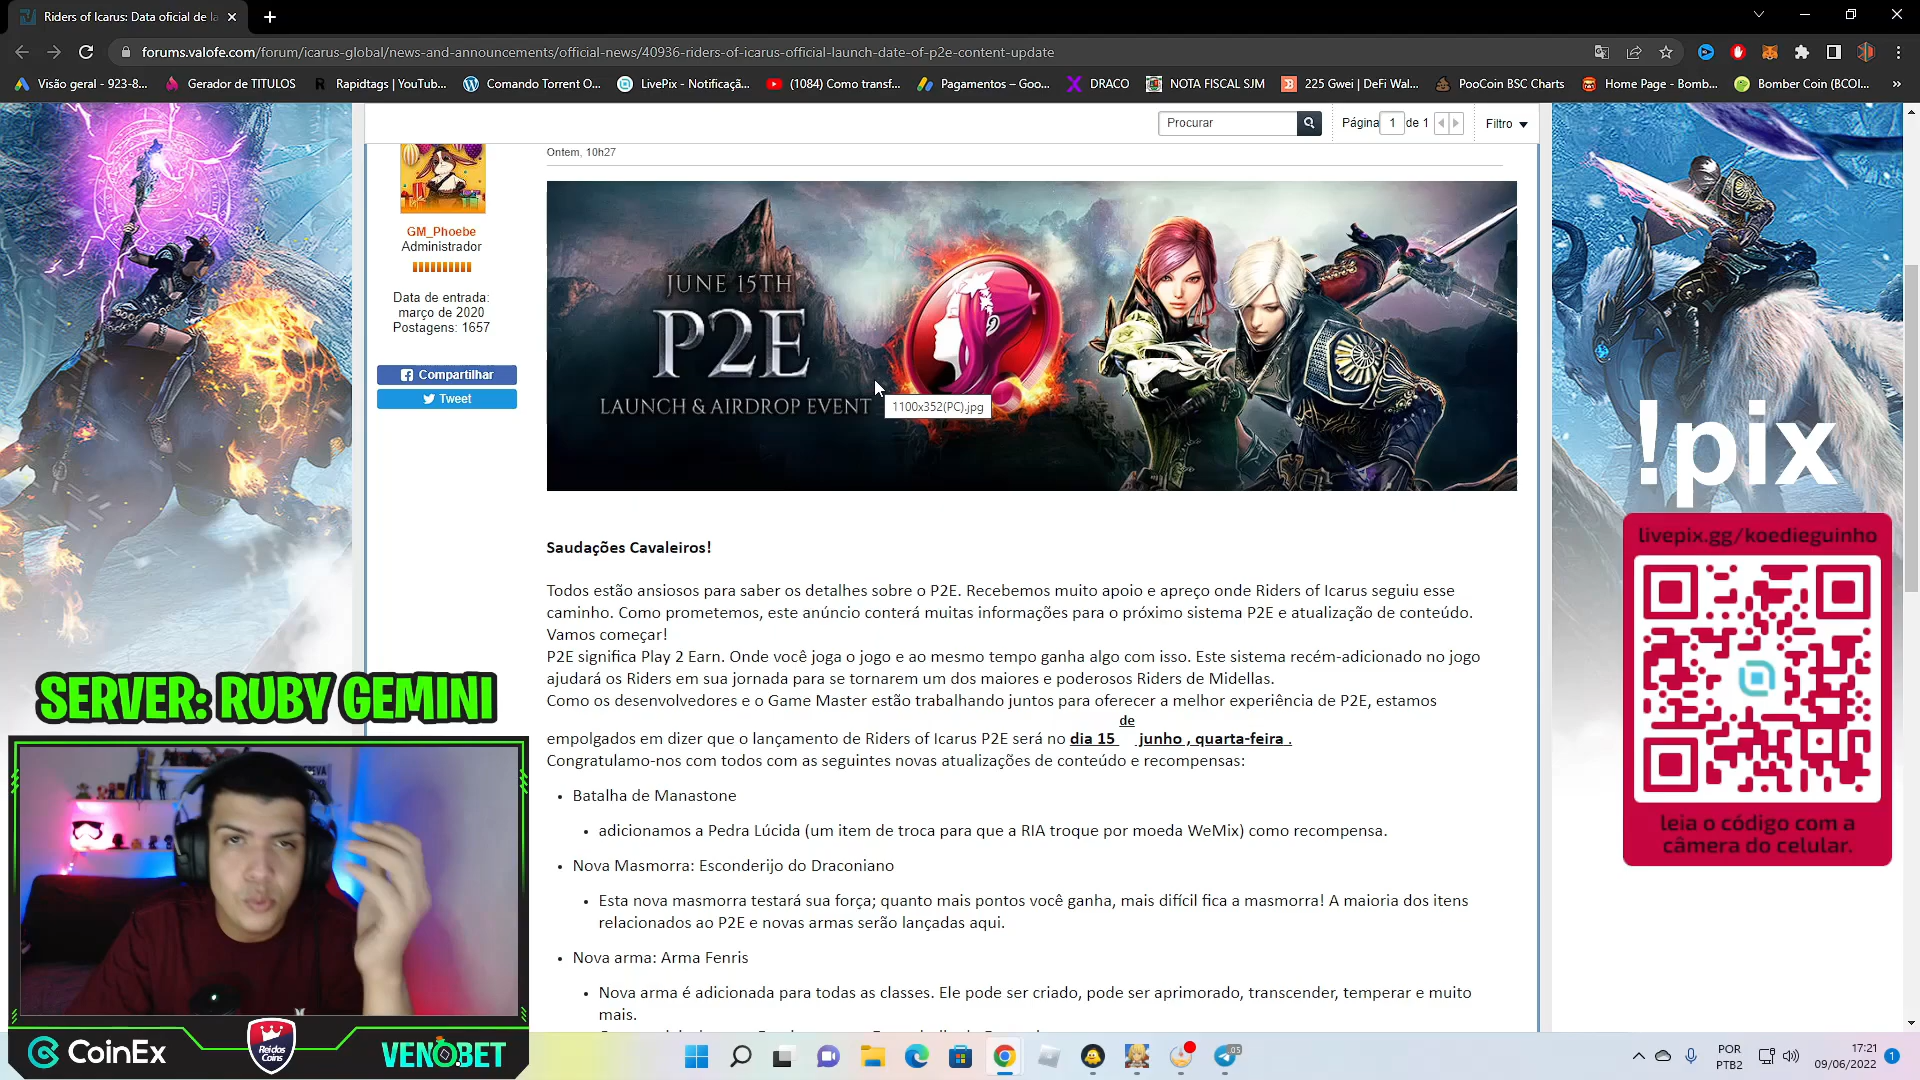 Riders of Icarus: Data oficial de la
forums.valofe.com/forum/icarus-global/news-and-announcements/official-news/40936-riders-of-icarus-official-launch-date-of-p2e-content-update
Visão geral - 923-8...
Gerador de TITULOS
Rapidtags | YouTub...
Comando Torrent O...
LivePix - Notificaçã...
(1084) Como transf...
Pagamentos – Goo...
DRACO
NOTA FISCAL SJM
225 Gwei | DeFi Wal...
PooCoin BSC Charts
Home Page - Bomb...
Bomber Coin (BCOI...
»
Procurar
Página 1 de 1
Filtro
Ontem, 10h27
GM_Phoebe
Administrador
Data de entrada:
março de 2020
Postagens: 1657
Compartilhar
Tweet
JUNE 15TH
P2E
LAUNCH & AIRDROP EVENT
1100x352(PC).jpg
Saudações Cavaleiros!
Todos estão ansiosos para saber os detalhes sobre o P2E. Recebemos muito apoio e apreço onde Riders of Icarus seguiu esse
caminho. Como prometemos, este anúncio conterá muitas informações para o próximo sistema P2E e atualização de conteúdo.
Vamos começar!
P2E significa Play 2 Earn. Onde você joga o jogo e ao mesmo tempo ganha algo com isso. Este sistema recém-adicionado no jogo
ajudará os Riders em sua jornada para se tornarem um dos maiores e poderosos Riders de Midellas.
Como os desenvolvedores e o Game Master estão trabalhando juntos para oferecer a melhor experiência de P2E, estamos
empolgados em dizer que o lançamento de Riders of Icarus P2E será no dia 15 de junho , quarta-feira .
Congratulamo-nos com todos com as seguintes novas atualizações de conteúdo e recompensas:
• Batalha de Manastone
• adicionamos a Pedra Lúcida (um item de troca para que a RIA troque por moeda WeMix) como recompensa.
• Nova Masmorra: Esconderijo do Draconiano
• Esta nova masmorra testará sua força; quanto mais pontos você ganha, mais difícil fica a masmorra! A maioria dos itens
relacionados ao P2E e novas armas serão lançadas aqui.
• Nova arma: Arma Fenris
• Nova arma é adicionada para todas as classes. Ele pode ser criado, pode ser aprimorado, transcender, temperar e muito
mais.
!pix
livepix.gg/koedieguinho
leia o código com a
câmera do celular.
SERVER: RUBY GEMINI
CoinEx
Rei dos
Coins
VENOBET
05
POR
PTB2
17:21
09/06/2022
1